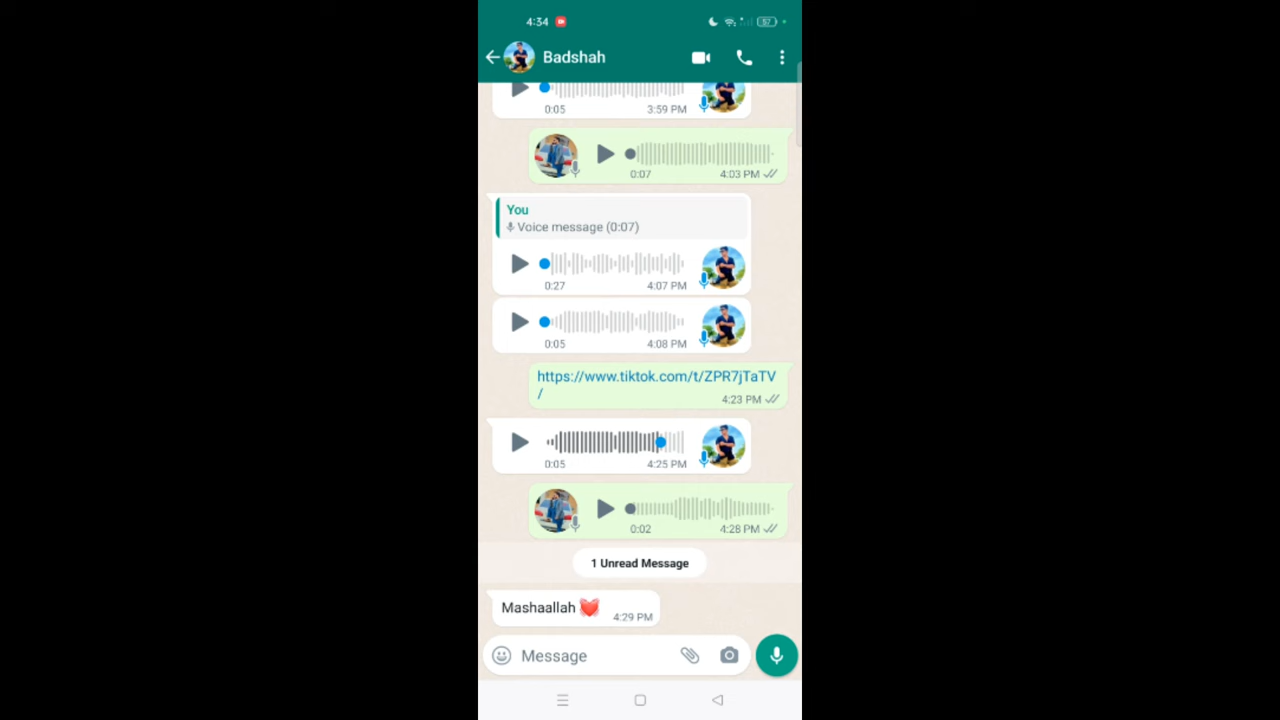 4:34
57
Badshah
0:05 3:59 PM
0:07 4:03 PM
You
Voice message (0:07)
0:27 4:07 PM
0:05 4:08 PM
https://www.tiktok.com/t/ZPR7jTaTV
/
4:23 PM
0:05 4:25 PM
0:02 4:28 PM
1 Unread Message
Mashaallah 4:29 PM
Message